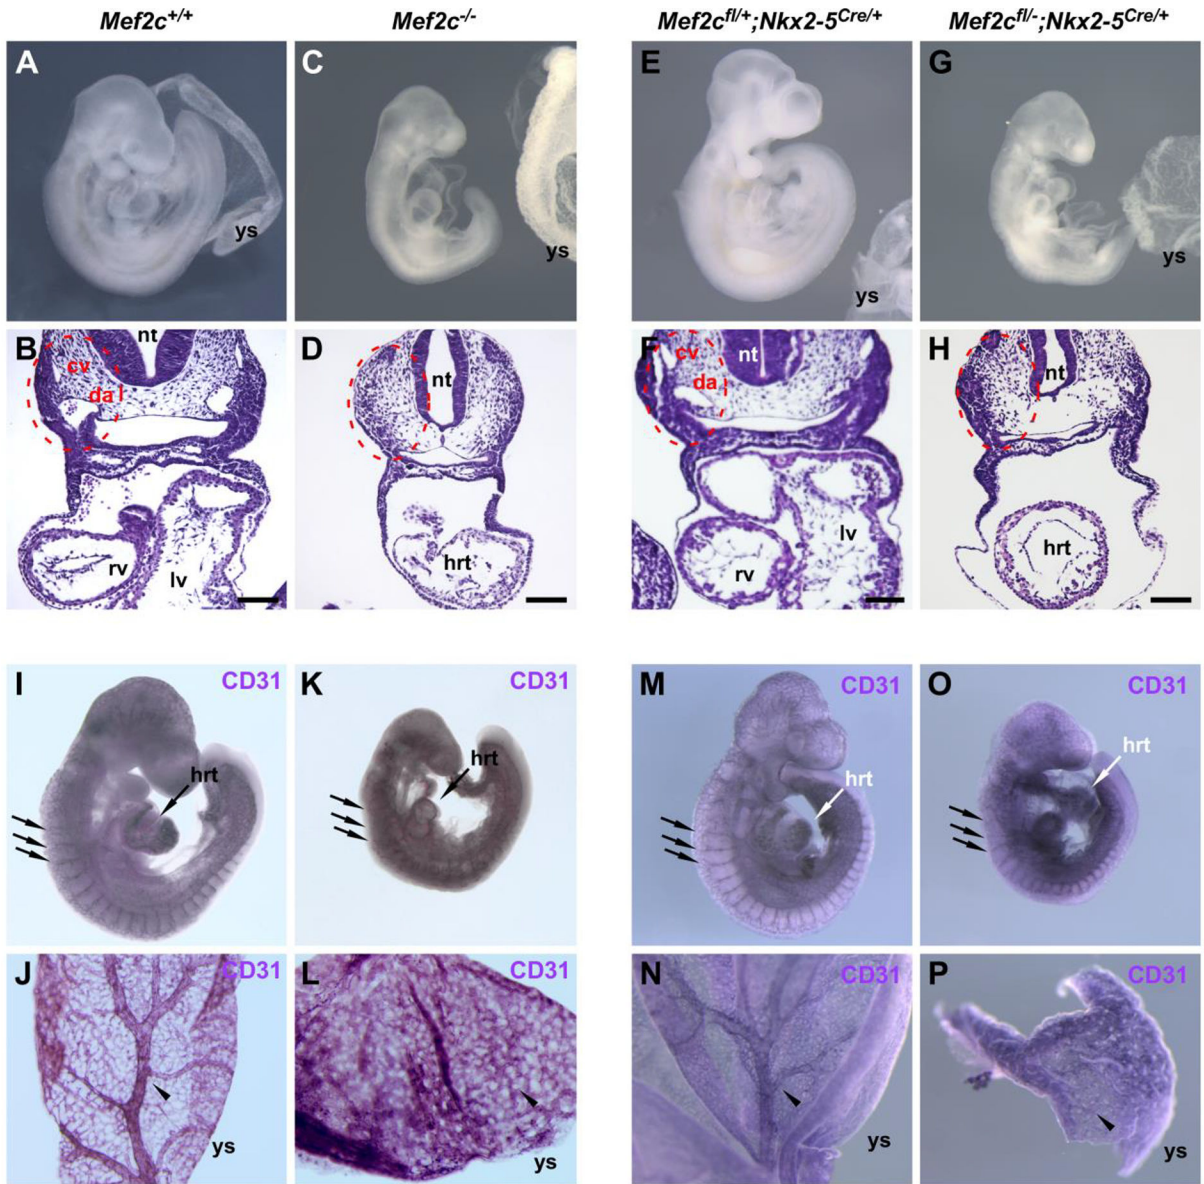 Mef2c+/+ Mef2c-/- Mef2cfl/+;Nkx2-5Cre/+ Mef2cfl/-;Nkx2-5Cre/+
A C E G
ys ys ys ys
B nt D F H
cv nt cv nt nt
da da
rv lv hrt rv lv hrt
I CD31 K CD31 M CD31 O CD31
hrt hrt hrt hrt
J CD31 L CD31 N CD31 P CD31
ys ys ys ys